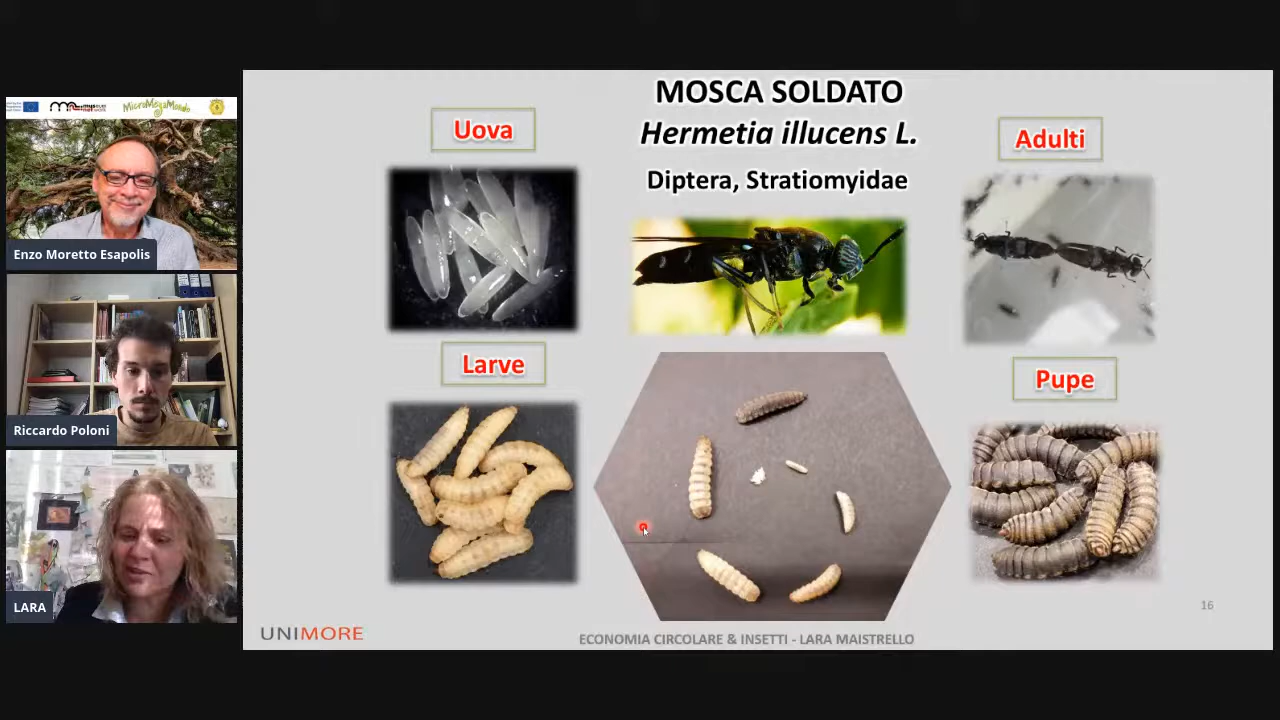 MicroMegaMondo
Enzo Moretto Esapolis
Riccardo Poloni
LARA
MOSCA SOLDATO
Hermetia illucens L.
Diptera, Stratiomyidae
Uova
Adulti
Larve
Pupe
16
UNIMORE
ECONOMIA CIRCOLARE & INSETTI - LARA MAISTRELLO